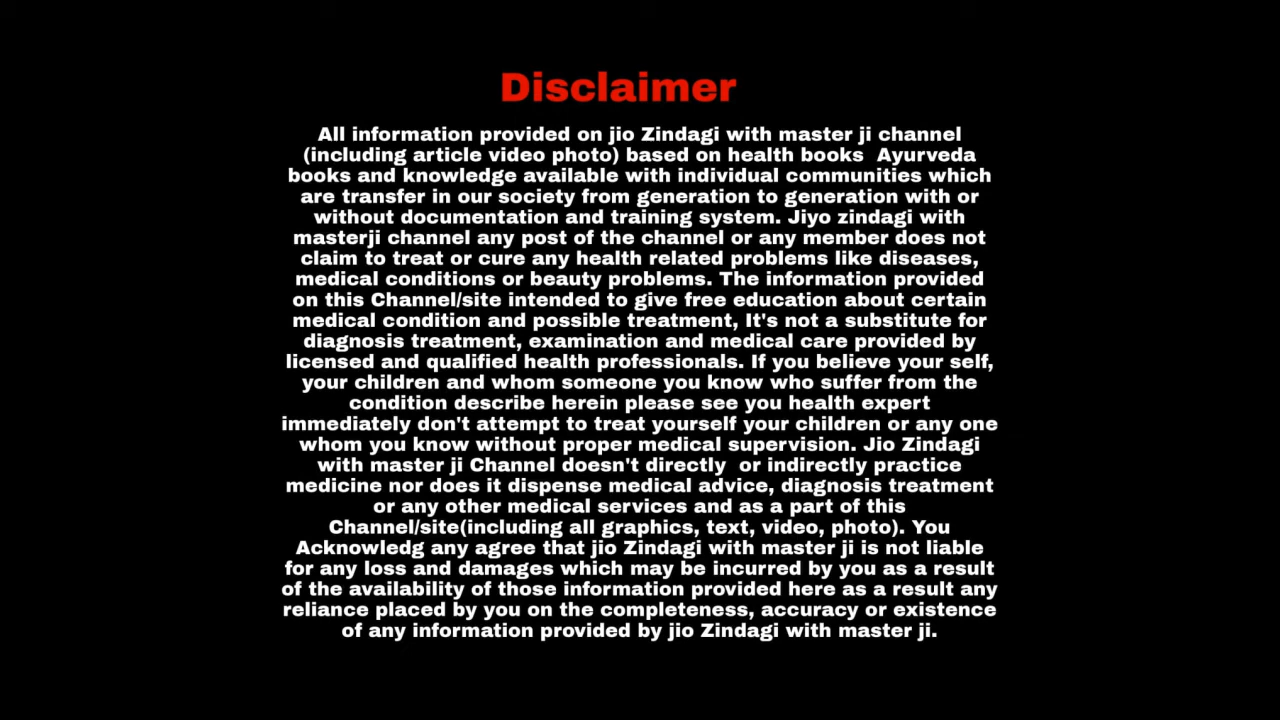 Disclaimer
All information provided on jio Zindagi with master ji channel
(including article video photo) based on health books  Ayurveda
books and knowledge available with individual communities which
are transfer in our society from generation to generation with or
without documentation and training system. Jiyo zindagi with
masterji channel any post of the channel or any member does not
claim to treat or cure any health related problems like diseases,
medical conditions or beauty problems. The information provided
on this Channel/site intended to give free education about certain
medical condition and possible treatment, It's not a substitute for
diagnosis treatment, examination and medical care provided by
licensed and qualified health professionals. If you believe your self,
your children and whom someone you know who suffer from the
condition describe herein please see you health expert
immediately don't attempt to treat yourself your children or any one
whom you know without proper medical supervision. Jio Zindagi
with master ji Channel doesn't directly  or indirectly practice
medicine nor does it dispense medical advice, diagnosis treatment
or any other medical services and as a part of this
Channel/site(including all graphics, text, video, photo). You
Acknowledg any agree that jio Zindagi with master ji is not liable
for any loss and damages which may be incurred by you as a result
of the availability of those information provided here as a result any
reliance placed by you on the completeness, accuracy or existence
of any information provided by jio Zindagi with master ji.